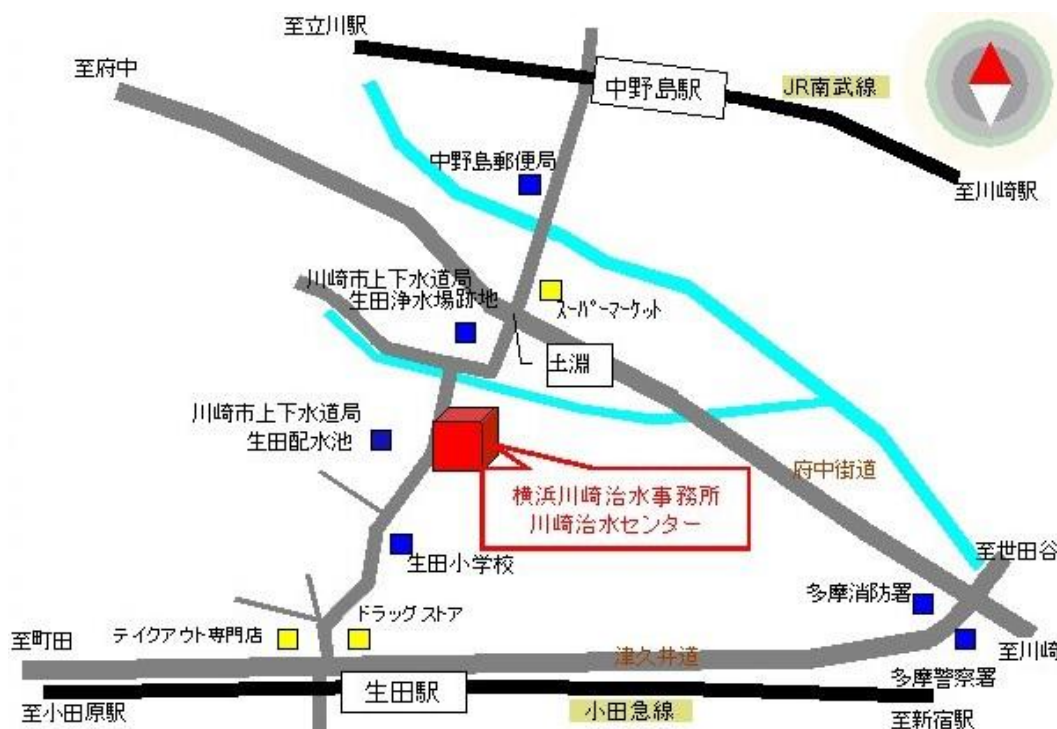 至立川駅
至府中
中野島駅
JR南武線
中野島郵便局
至川崎駅
川崎市上下水道局
生田浄水場跡地
スーパーマーケット
土淵
川崎市上下水道局
生田配水池
府中街道
横浜川崎治水事務所
川崎治水センター
至世田谷
生田小学校
多摩消防署
ドラッグストア
テイクアウト専門店
至町田
津久井道
至川崎
多摩警察署
生田駅
至小田原駅
小田急線
至新宿駅